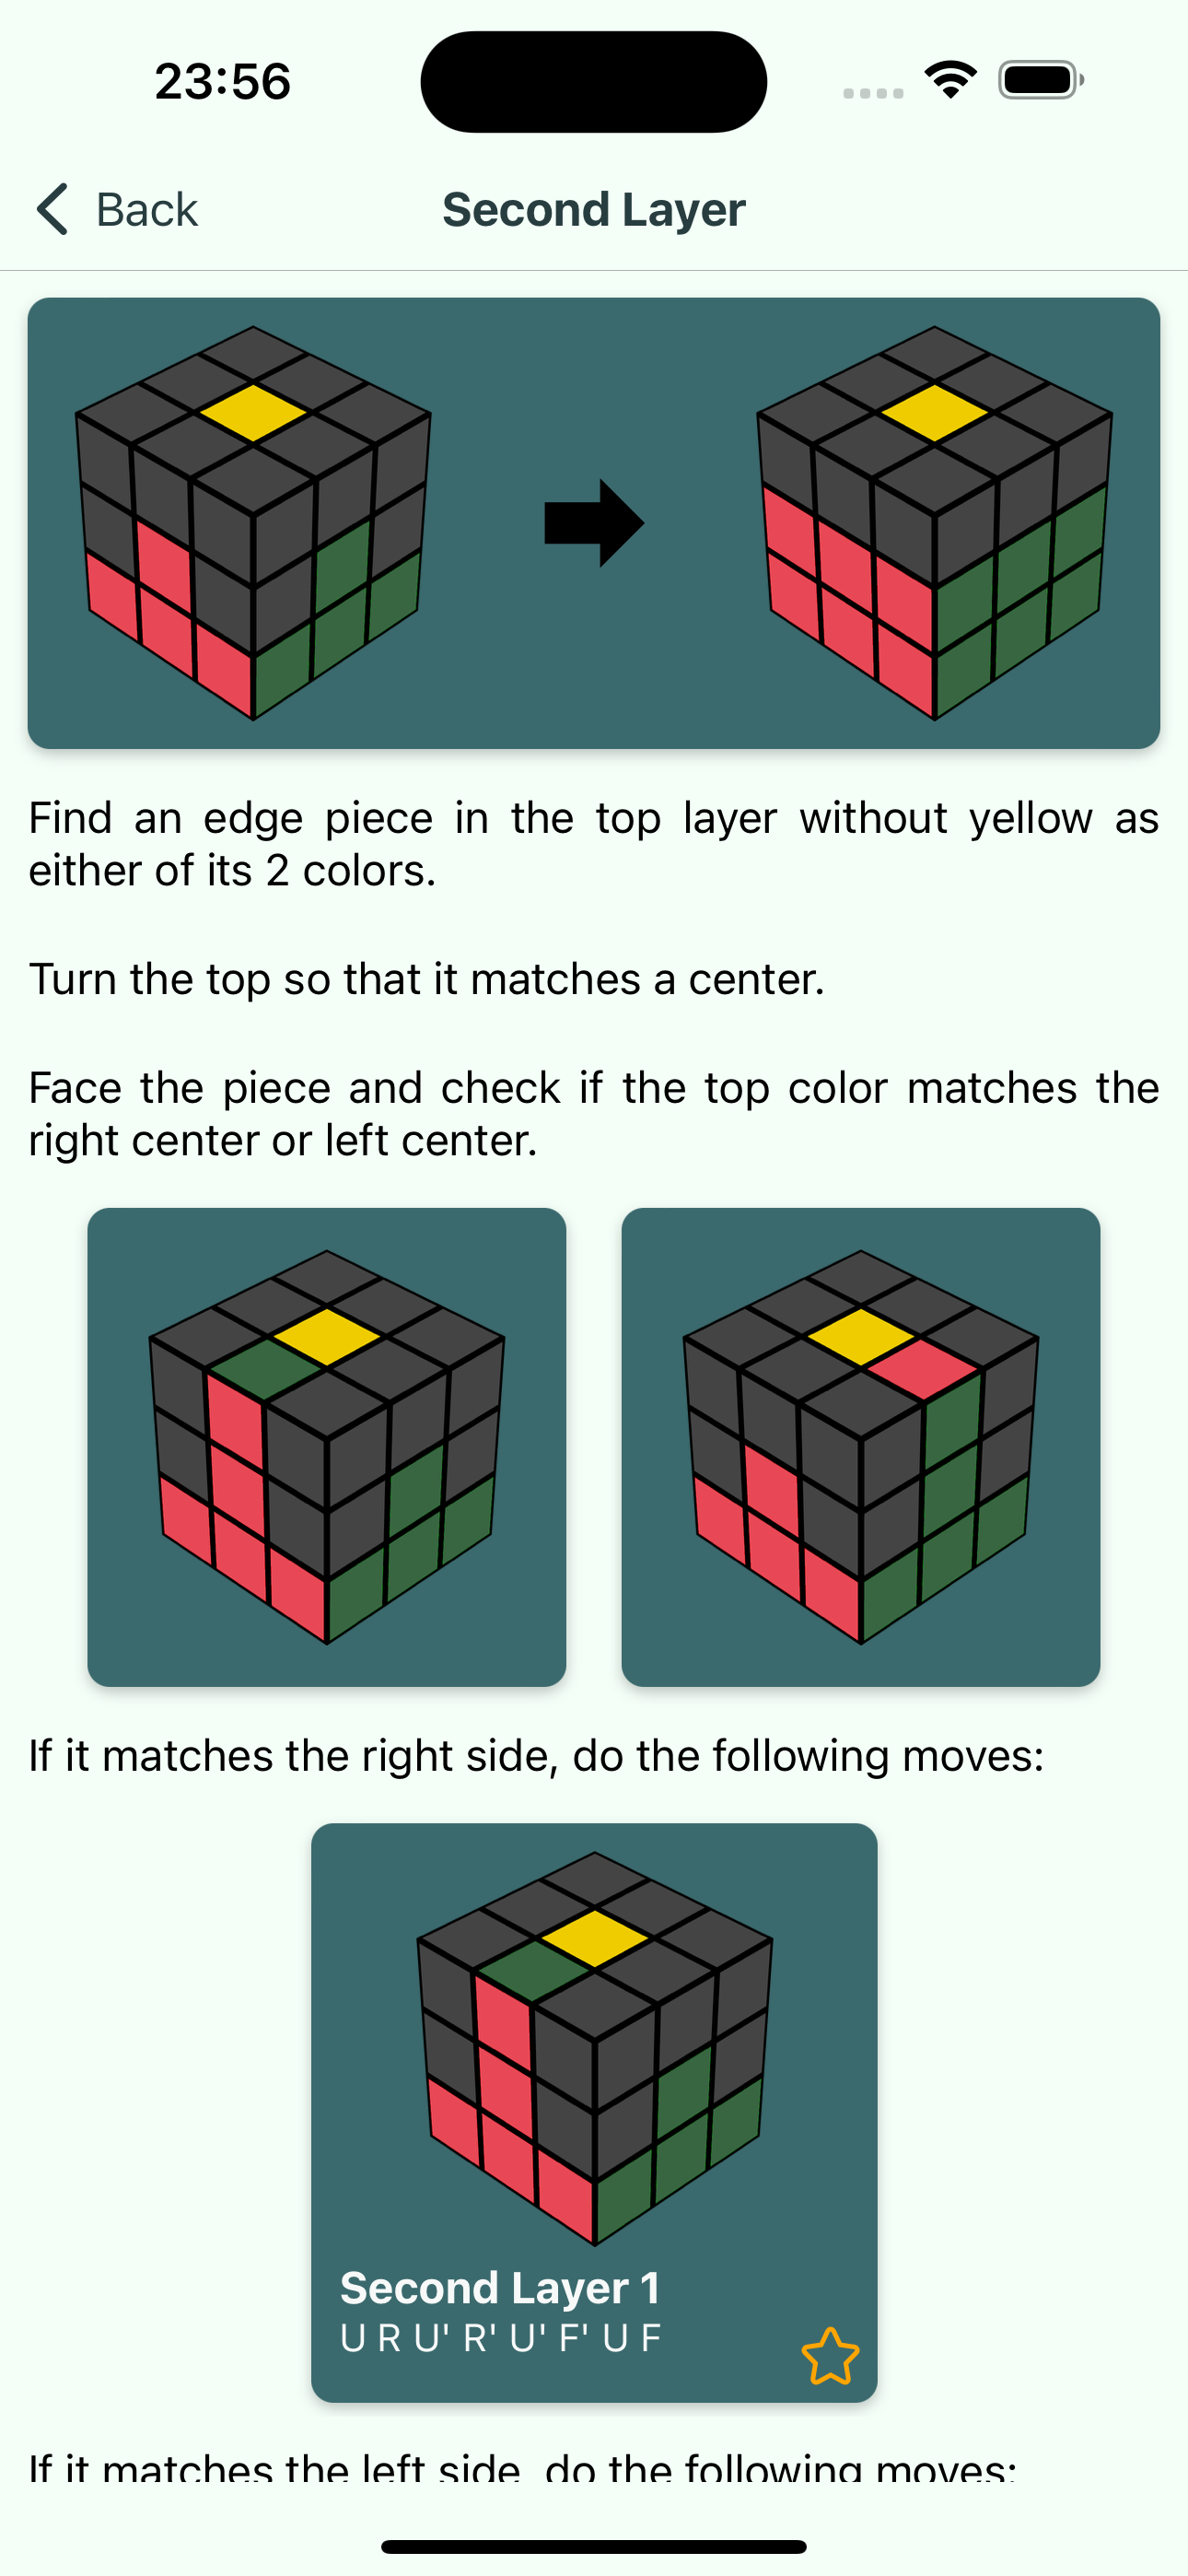 23:56
Back
Second Layer
Find an edge piece in the top layer without yellow as
either of its 2 colors.
Turn the top so that it matches a center.
Face the piece and check if the top color matches the
right center or left center.
If it matches the right side, do the following moves:
Second Layer 1
U R U' R' U' F' U F
If it matches the left side, do the following moves: